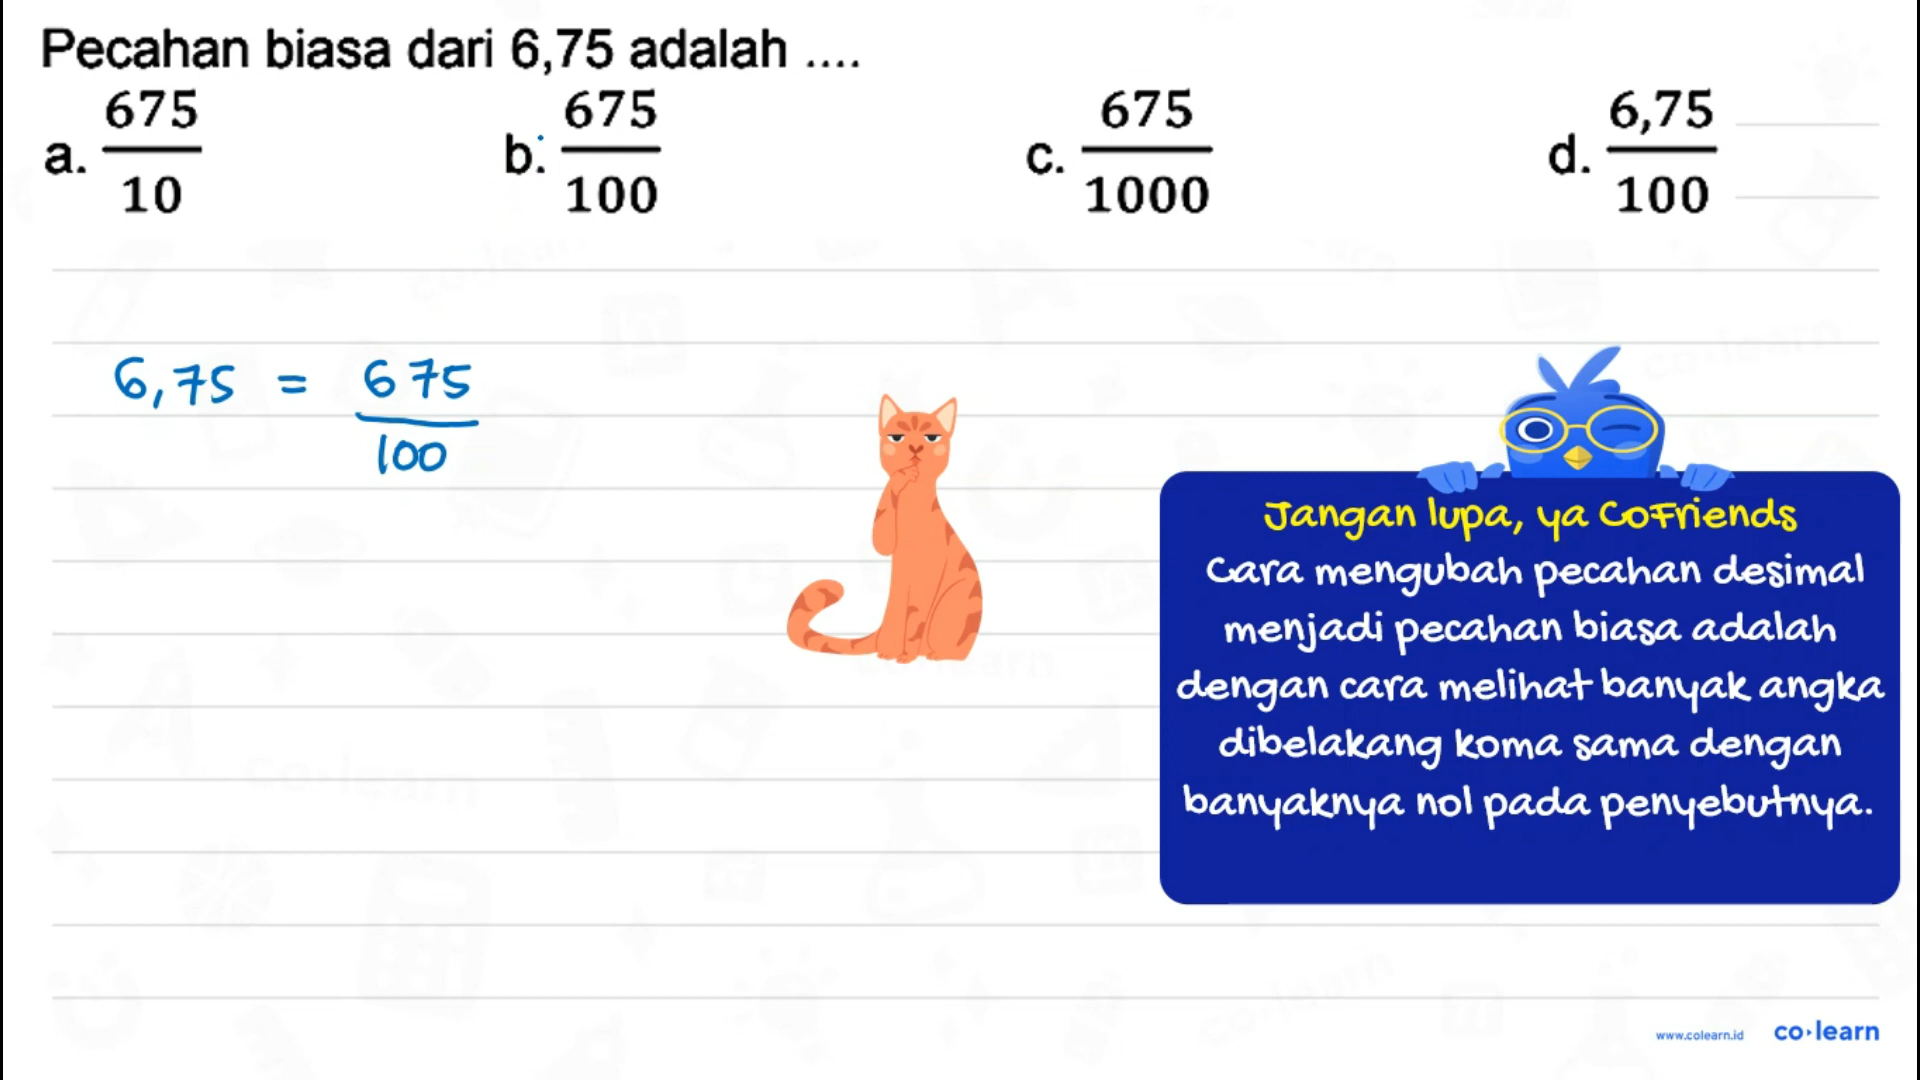 Pecahan biasa dari 6,75 adalah ....
a. 675/10 b. 675/100 c. 675/1000 d. 6,75/100
6,75 = 675/100
Jangan lupa, ya CoFriends
Cara mengubah pecahan desimal
menjadi pecahan biasa adalah
dengan cara melihat banyak angka
dibelakang koma sama dengan
banyaknya nol pada penyebutnya.
www.colearn.id co·learn